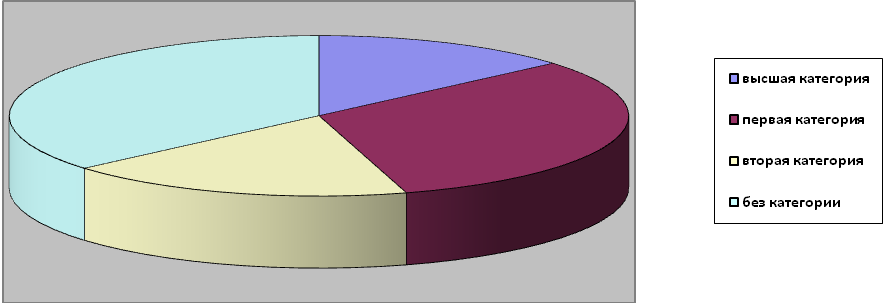 высшая категория
первая категория
вторая категория
без категории